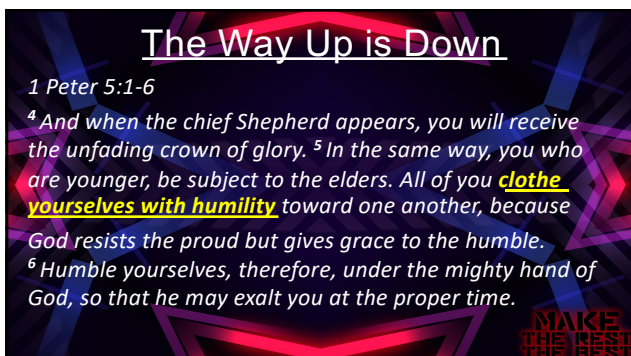 The Way Up is Down
1 Peter 5:1-6
⁴ And when the chief Shepherd appears, you will receive
the unfading crown of glory. ⁵ In the same way, you who
are younger, be subject to the elders. All of you clothe
yourselves with humility toward one another, because
God resists the proud but gives grace to the humble.
⁶ Humble yourselves, therefore, under the mighty hand of
God, so that he may exalt you at the proper time.
MAKE
THE BEST